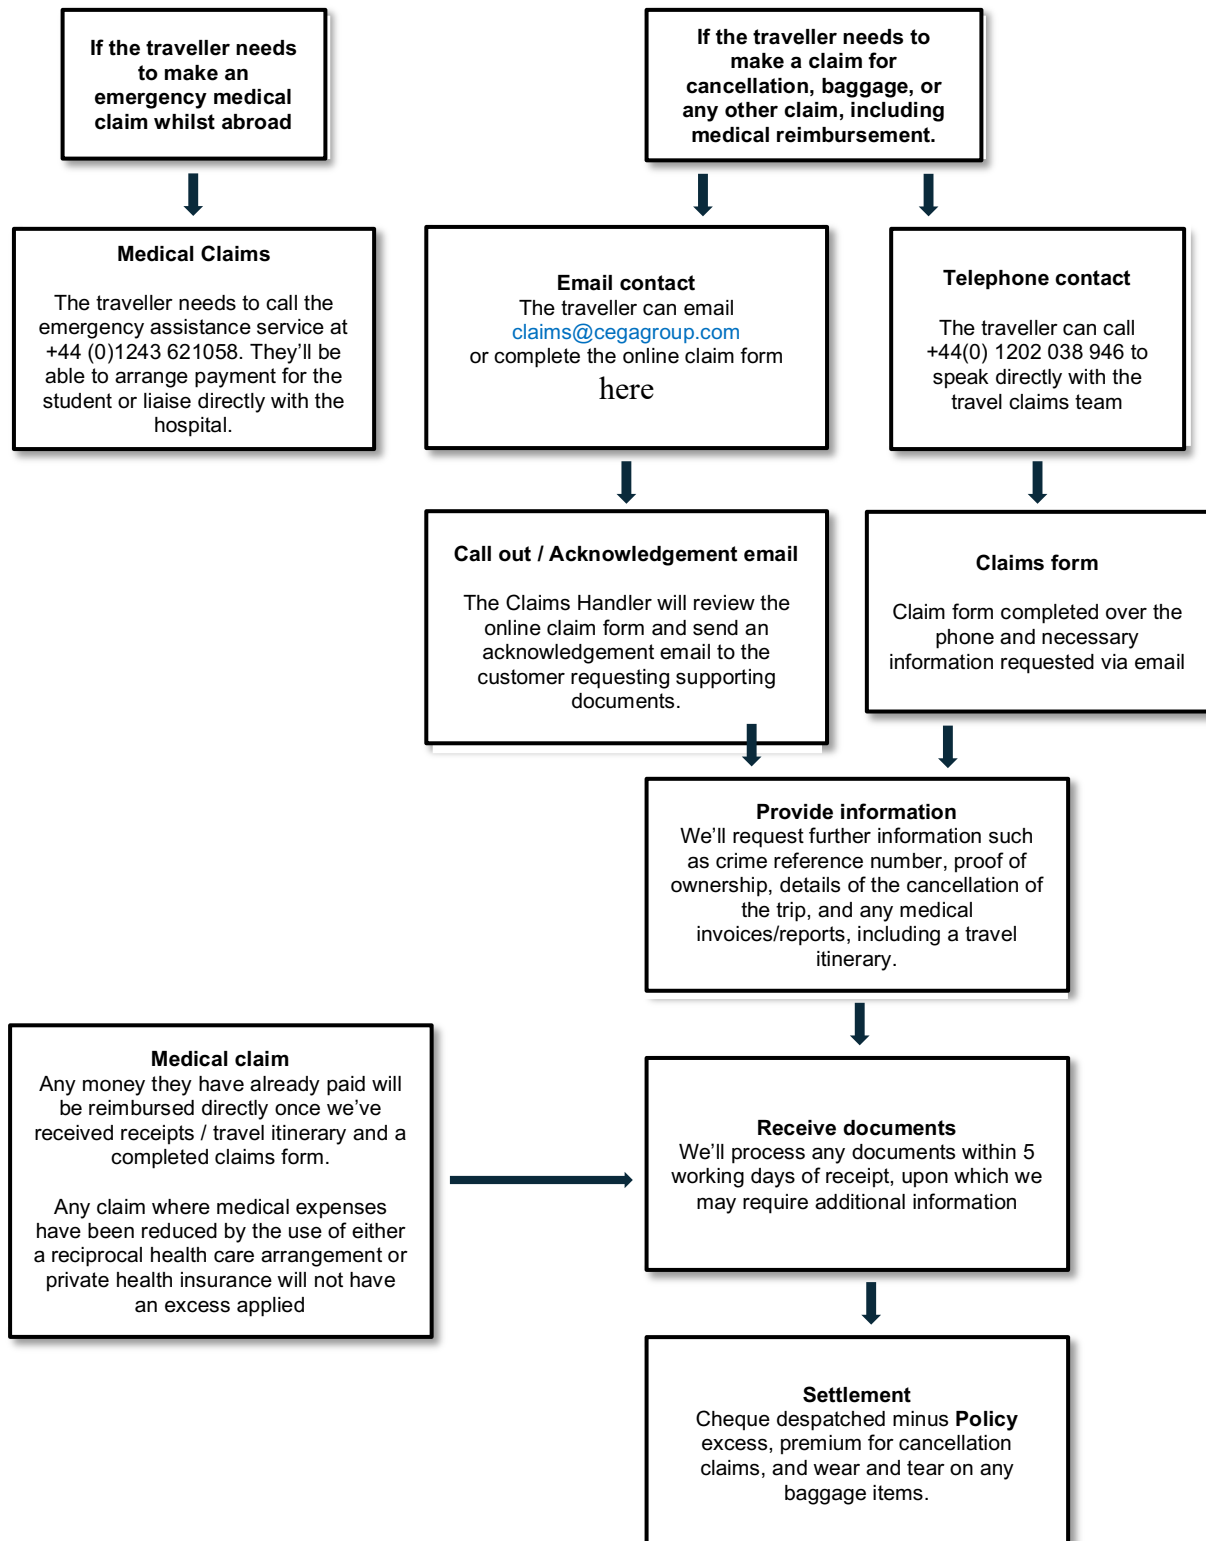 If the traveller needs
to make an
emergency medical
claim whilst abroad
If the traveller needs to
make a claim for
cancellation, baggage, or
any other claim, including
medical reimbursement.
Medical Claims
The traveller needs to call the
emergency assistance service at
+44 (0)1243 621058. They’ll be
able to arrange payment for the
student or liaise directly with the
hospital.
Email contact
The traveller can email
claims@cegagroup.com
or complete the online claim form
here
Telephone contact
The traveller can call
+44(0) 1202 038 946 to
speak directly with the
travel claims team
Call out / Acknowledgement email
The Claims Handler will review the
online claim form and send an
acknowledgement email to the
customer requesting supporting
documents.
Claims form
Claim form completed over the
phone and necessary
information requested via email
Provide information
We’ll request further information such
as crime reference number, proof of
ownership, details of the cancellation of
the trip, and any medical
invoices/reports, including a travel
itinerary.
Medical claim
Any money they have already paid will
be reimbursed directly once we’ve
received receipts / travel itinerary and a
completed claims form.
Any claim where medical expenses
have been reduced by the use of either
a reciprocal health care arrangement or
private health insurance will not have
an excess applied
Receive documents
We’ll process any documents within 5
working days of receipt, upon which we
may require additional information
Settlement
Cheque despatched minus Policy
excess, premium for cancellation
claims, and wear and tear on any
baggage items.